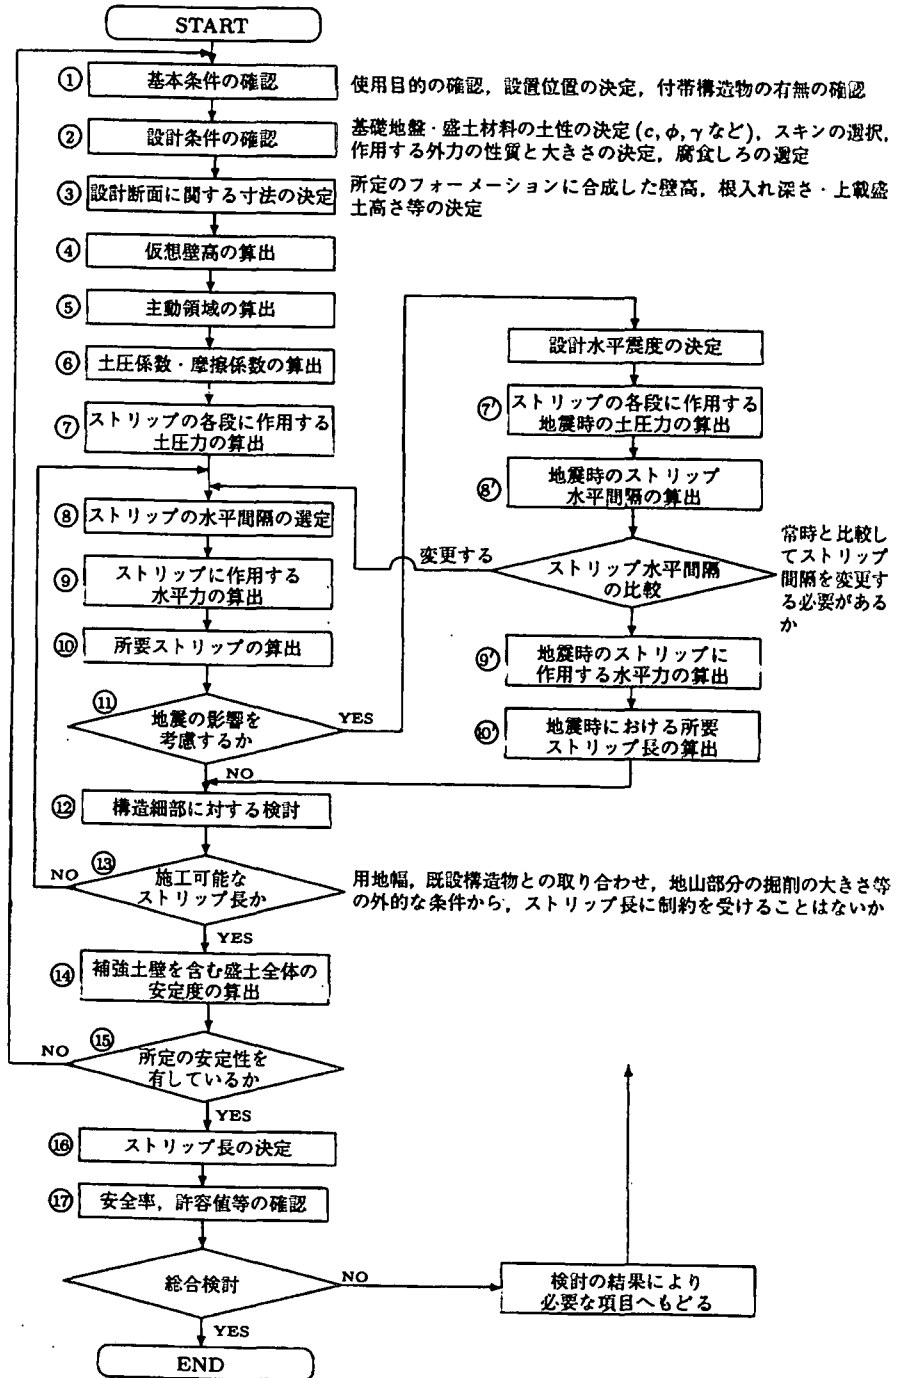 START
① 基本条件の確認
使用目的の確認，設置位置の決定，付帯構造物の有無の確認
② 設計条件の確認
基礎地盤・盛土材料の土性の決定（c，φ，γなど），スキンの選択，
作用する外力の性質と大きさの決定，腐食しろの選定
③ 設計断面に関する寸法の決定
所定のフォーメーションに合成した壁高，根入れ深さ・上載盛
土高さ等の決定
④ 仮想壁高の算出
⑤ 主動領域の算出
⑥ 土圧係数・摩擦係数の算出
⑦ ストリップの各段に作用する
土圧力の算出
⑧ ストリップの水平間隔の選定
⑨ ストリップに作用する
水平力の算出
⑩ 所要ストリップの算出
⑪ 地震の影響を
考慮するか
YES
NO
設計水平震度の決定
⑦′ ストリップの各段に作用する
地震時の土圧力の算出
⑧′ 地震時のストリップ
水平間隔の算出
変更する
ストリップ水平間隔
の比較
常時と比較し
てストリップ
間隔を変更す
る必要がある
か
⑨′ 地震時のストリップに
作用する水平力の算出
⑩′ 地震時における所要
ストリップ長の算出
⑫ 構造細部に対する検討
⑬ 施工可能な
ストリップ長か
NO
YES
用地幅，既設構造物との取り合わせ，地山部分の掘削の大きさ等
の外的な条件から，ストリップ長に制約を受けることはないか
⑭ 補強土壁を含む盛土全体の
安定度の算出
⑮ 所定の安定性を
有しているか
NO
YES
⑯ ストリップ長の決定
⑰ 安全率，許容値等の確認
総合検討
NO
YES
検討の結果により
必要な項目へもどる
END